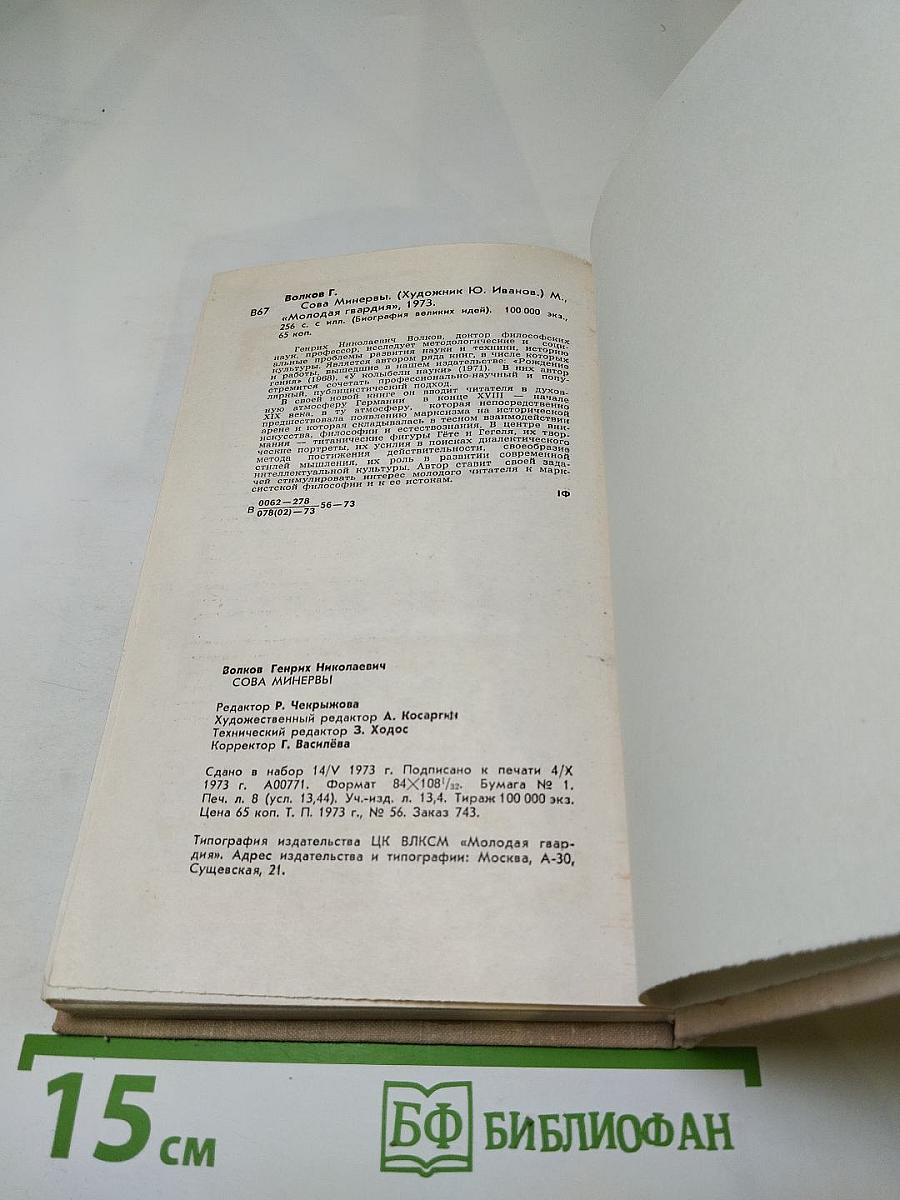 Волков Г.
В67 Сова Минервы. (Художник Ю. Иванов.) М.,
«Молодая гвардия», 1973.
256 с. с илл. (Биография великих идей). 100 000 экз.,
65 коп.
Генрих Николаевич Волков, доктор философских
наук, профессор, исследует методологические и соци-
альные проблемы развития науки и техники, историю
культуры. Является автором ряда книг, в числе которых
и работы, вышедшие в нашем издательстве: «Рождение
гения» (1968), «У колыбели науки» (1971). В них автор
стремится сочетать профессионально-научный и попу-
лярный, публицистический подход.
В своей новой книге он вводит читателя в духов-
ную атмосферу Германии в конце XVIII — начале
XIX века, в ту атмосферу, которая непосредственно
предшествовала появлению марксизма на исторической
арене и которая складывалась в тесном взаимодействии
искусства, философии и естествознания. В центре вни-
мания — титанические фигуры Гёте и Гегеля, их твор-
ческие портреты, их усилия в поисках диалектического
метода постижения действительности, своеобразие
стилей мышления, их роль в развитии современной
интеллектуальной культуры. Автор ставит своей зада-
чей стимулировать интерес молодого читателя к марк-
систской философии и к ее истокам.
В 0062—278
078(02)—73 56—73
1Ф
Волков Генрих Николаевич
СОВА МИНЕРВЫ
Редактор Р. Чекрыжова
Художественный редактор А. Косаргин
Технический редактор З. Ходос
Корректор Г. Василёва
Сдано в набор 14/V 1973 г. Подписано к печати 4/X
1973 г. А00771. Формат 84×108¹/₃₂. Бумага № 1.
Печ. л. 8 (усл. 13,44). Уч.-изд. л. 13,4. Тираж 100 000 экз.
Цена 65 коп. Т. П. 1973 г., № 56. Заказ 743.
Типография издательства ЦК ВЛКСМ «Молодая гвар-
дия». Адрес издательства и типографии: Москва, А-30,
Сущевская, 21.
15 см
БФ БИБЛИОФАН